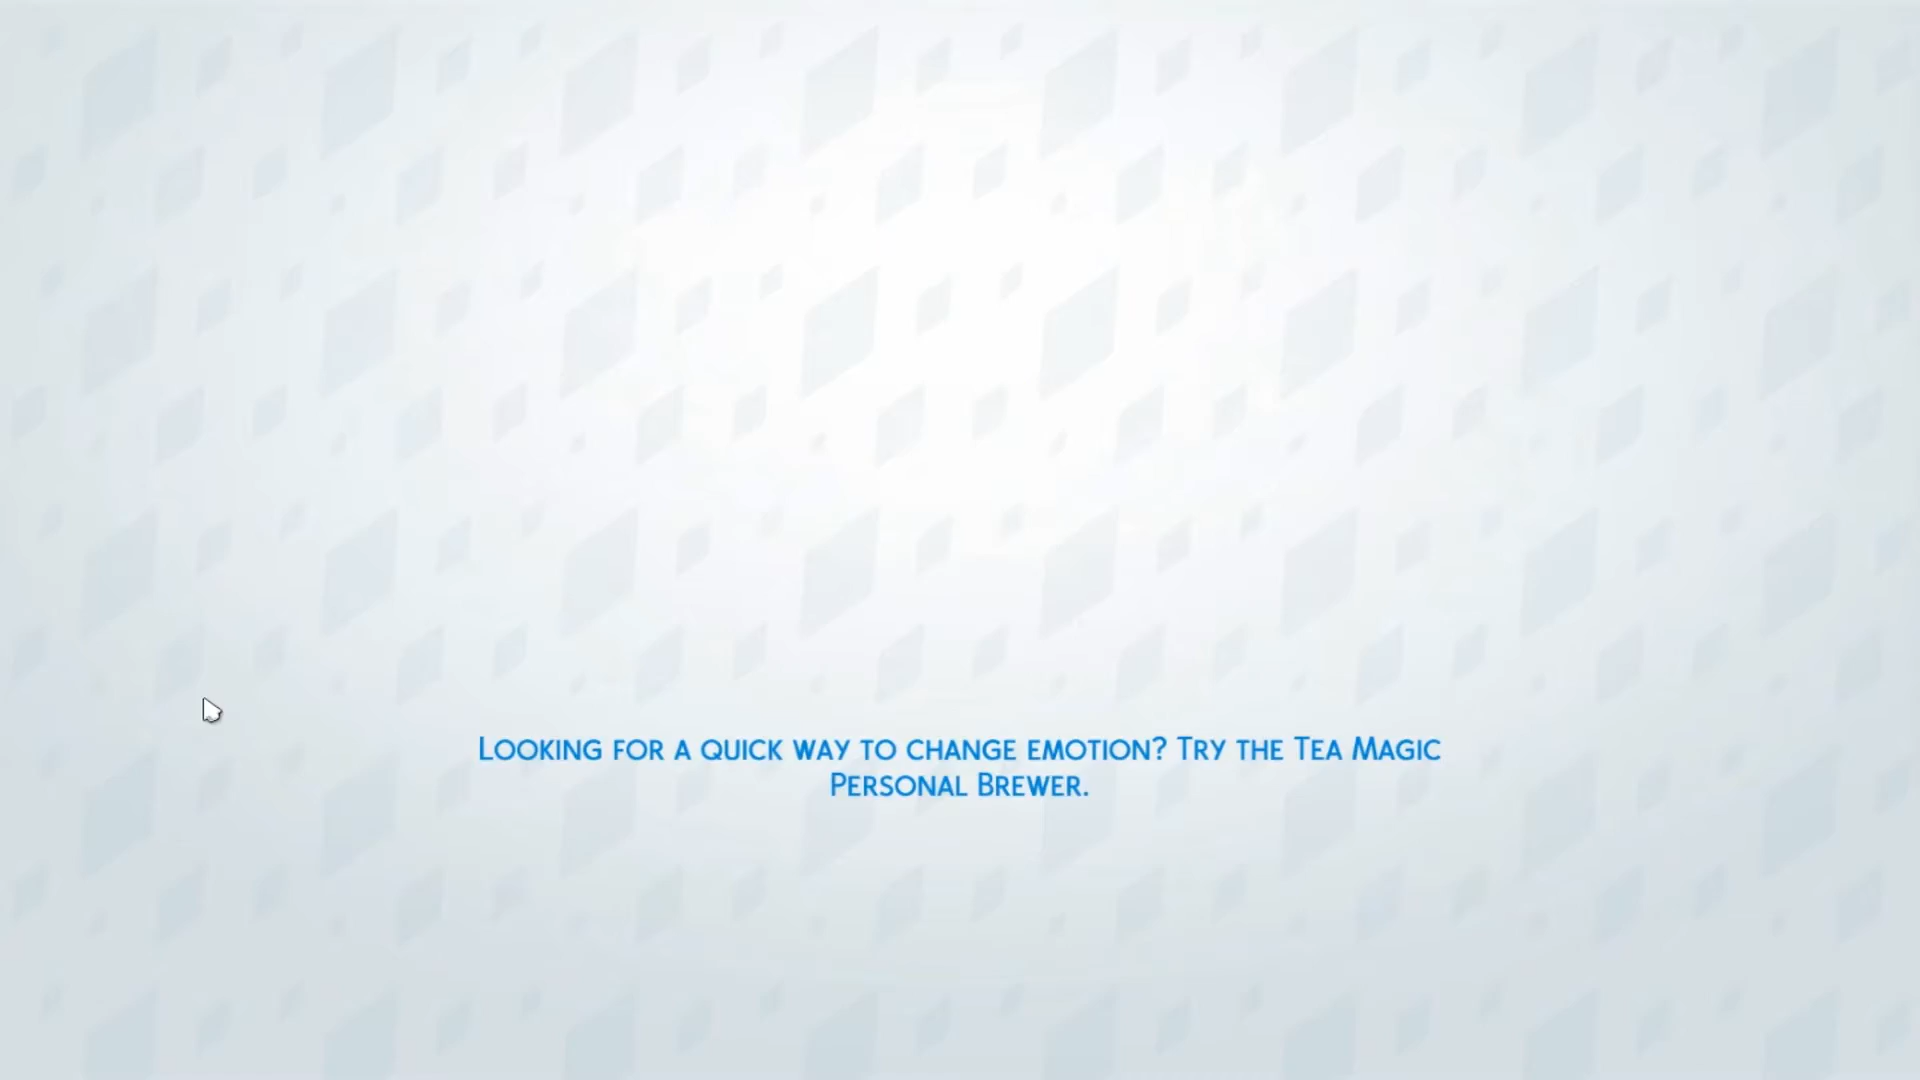 Looking for a quick way to change emotion? Try the Tea Magic
Personal Brewer.